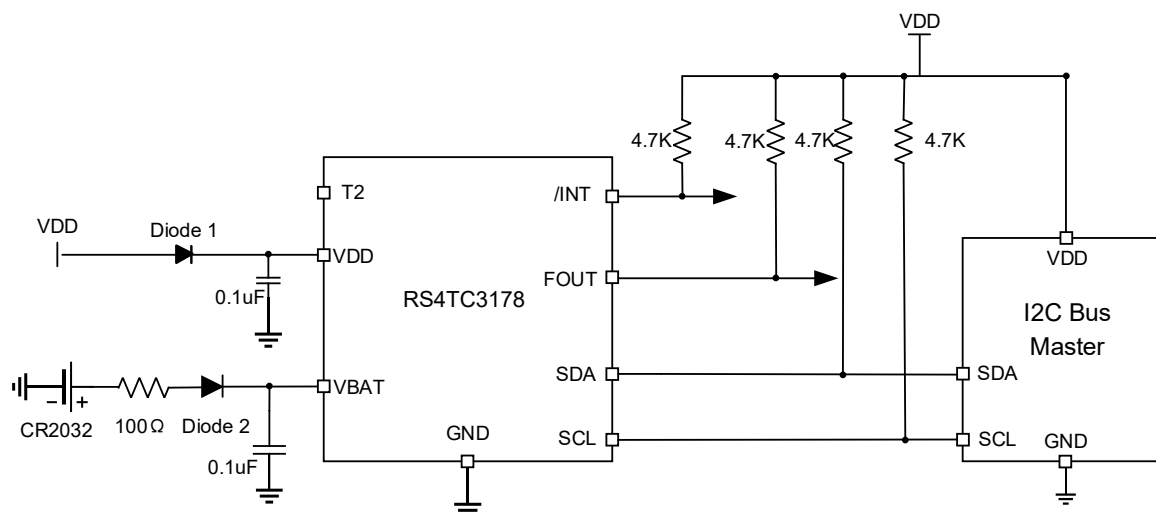 VDD
4.7K
4.7K
4.7K
4.7K
T2
/INT
VDD
Diode 1
VDD
VDD
FOUT
0.1uF
RS4TC3178
I2C Bus
Master
SDA
SDA
VBAT
- +
CR2032
100Ω
Diode 2
GND
SCL
SCL
GND
0.1uF